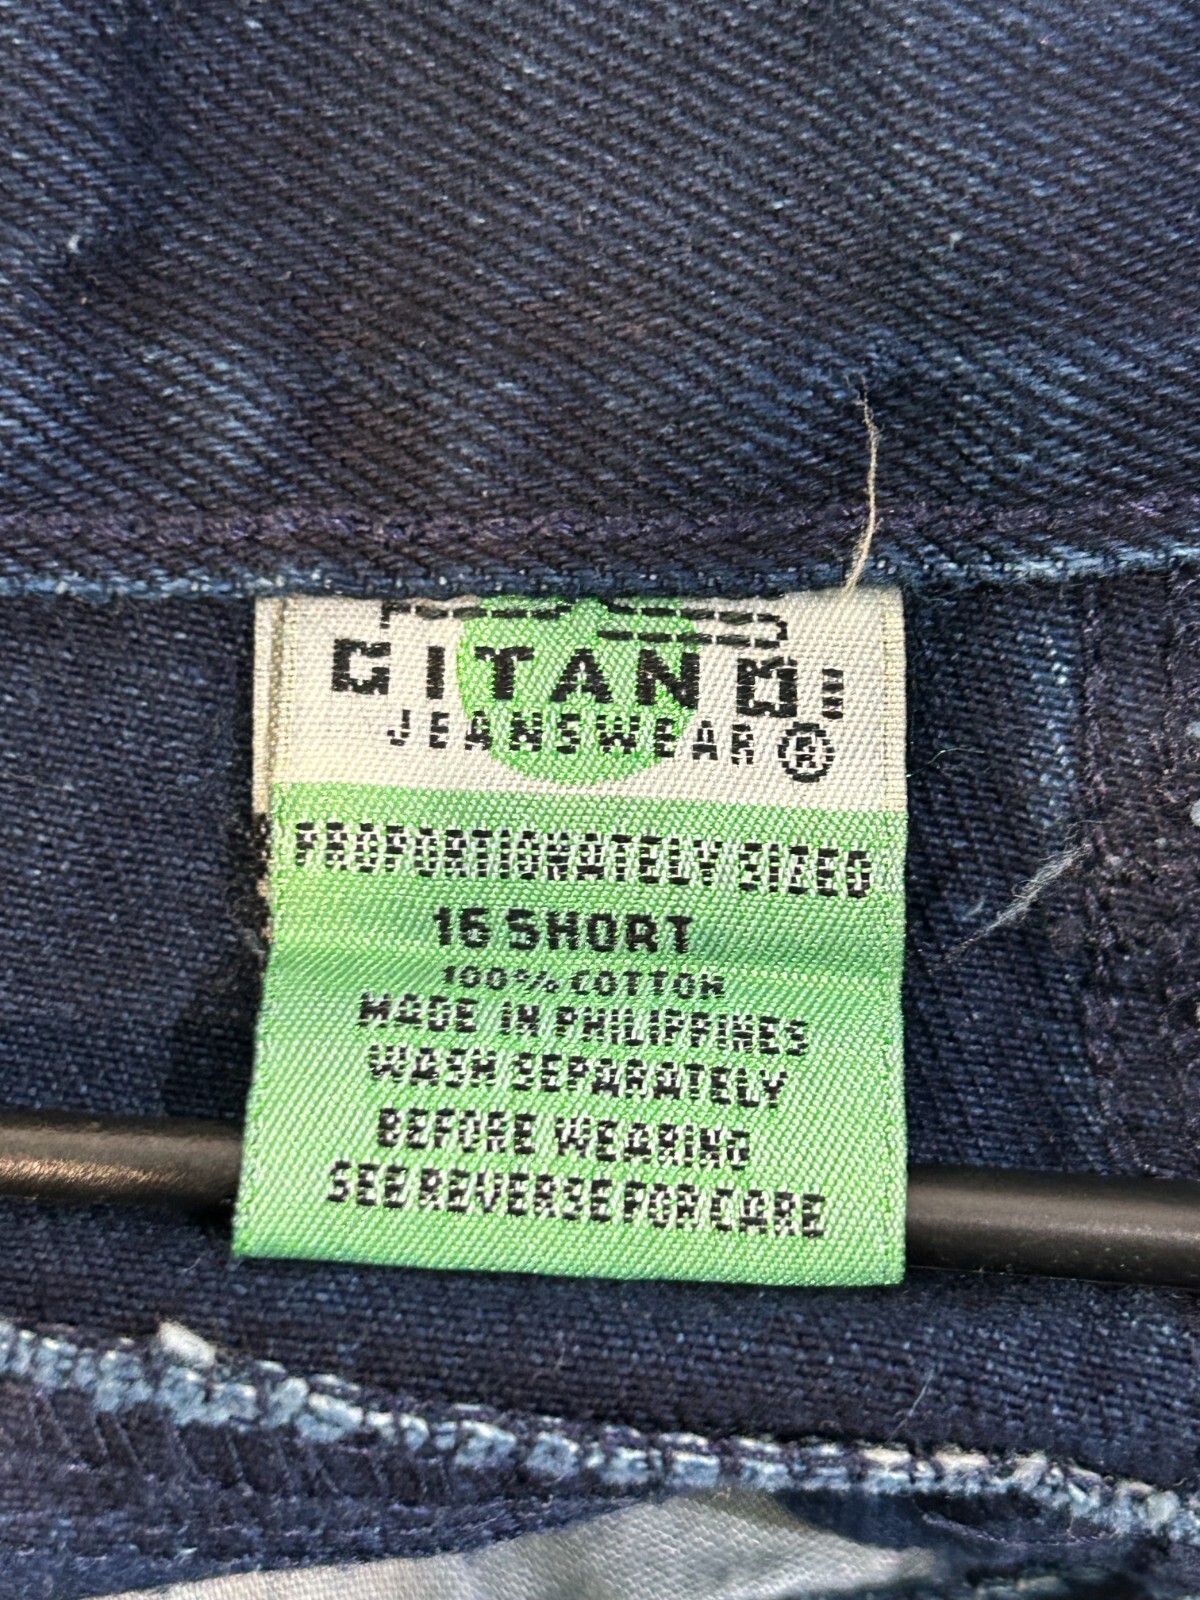 GITANO
JEANSWEAR ®
PROPORTIONATELY SIZED
16 SHORT
100% COTTON
MADE IN PHILIPPINES
WASH SEPARATELY
BEFORE WEARING
SEE REVERSE FOR CARE